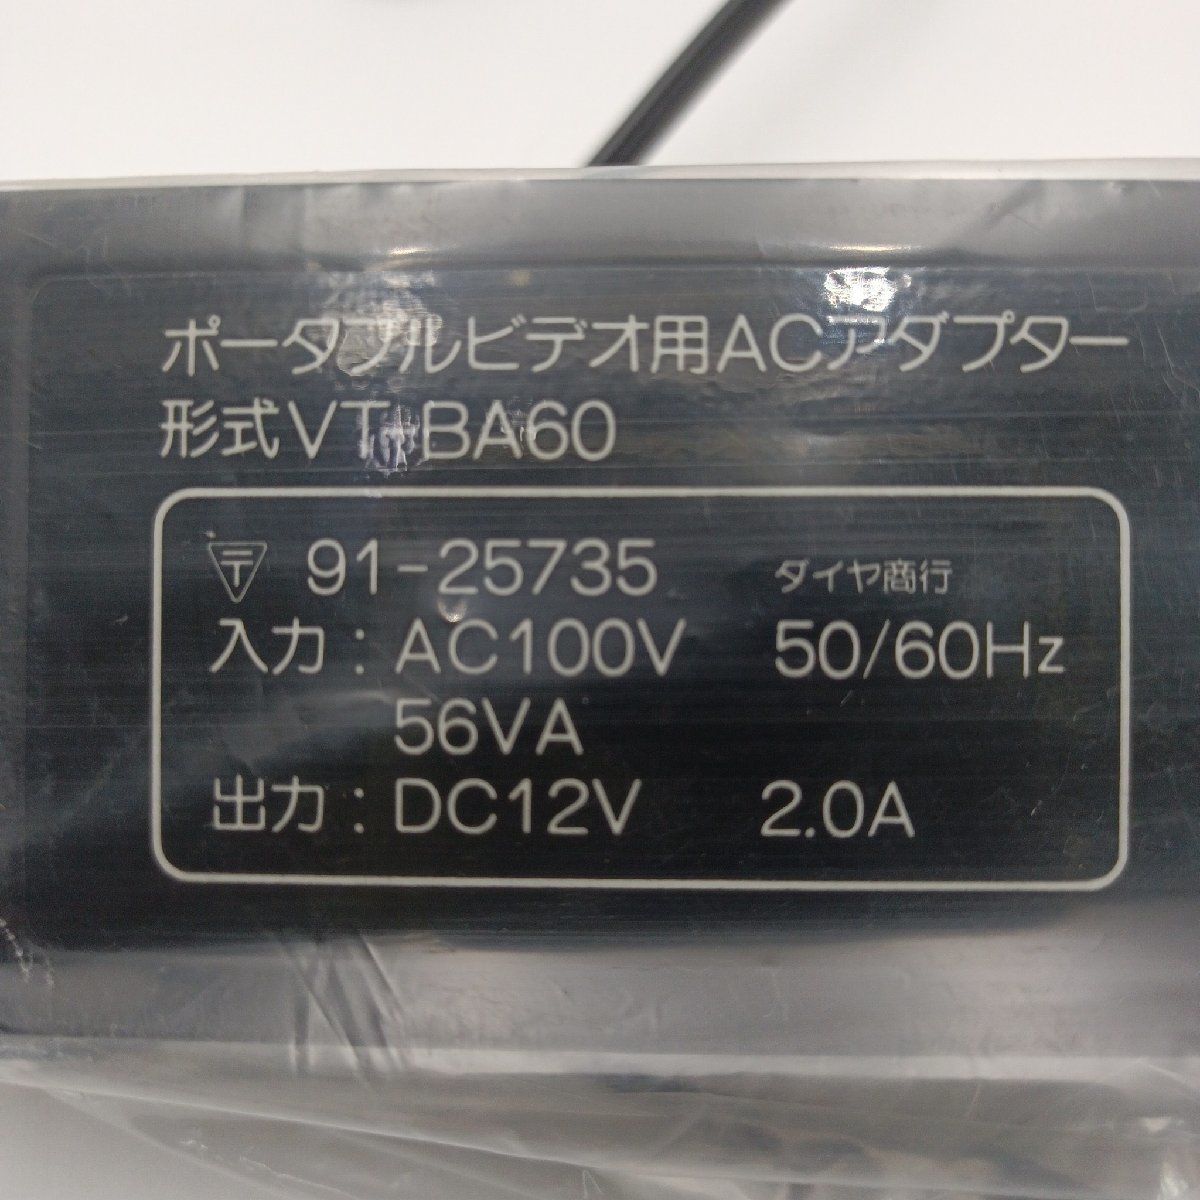 ポータブルビデオ用ACアダプター
形式VT-BA60
〒 91-25735 ダイヤ商行
入力：AC100V 50/60Hz
56VA
出力：DC12V 2.0A